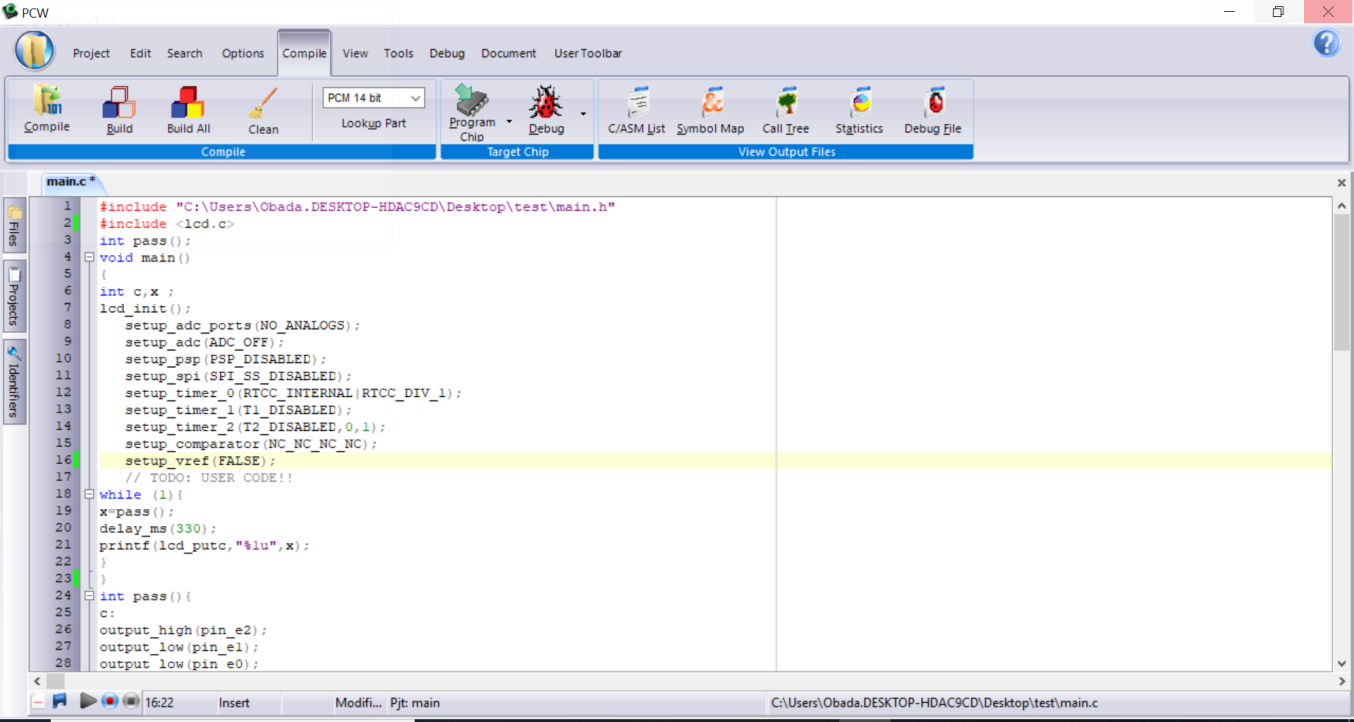 PCW
Project Edit Search Options Compile View Tools Debug Document User Toolbar
Compile Build Build All Clean
PCM 14 bit
Lookup Part
Program Chip Debug
C/ASM List Symbol Map Call Tree Statistics Debug File
Compile Target Chip View Output Files
main.c *
Files
Projects
Identifiers
1 #include "C:\Users\Obada.DESKTOP-HDAC9CD\Desktop\test\main.h"
2 #include <lcd.c>
3 int pass();
4 void main()
5 {
6 int c,x ;
7 lcd_init();
8 setup_adc_ports(NO_ANALOGS);
9 setup_adc(ADC_OFF);
10 setup_psp(PSP_DISABLED);
11 setup_spi(SPI_SS_DISABLED);
12 setup_timer_0(RTCC_INTERNAL|RTCC_DIV_1);
13 setup_timer_1(T1_DISABLED);
14 setup_timer_2(T2_DISABLED,0,1);
15 setup_comparator(NC_NC_NC_NC);
16 setup_vref(FALSE);
17 // TODO: USER CODE!!
18 while (1){
19 x=pass();
20 delay_ms(330);
21 printf(lcd_putc,"%1u",x);
22 }
23 }
24 int pass(){
25 c:
26 output_high(pin_e2);
27 output_low(pin_e1);
28 output_low(pin_e0);
16:22 Insert Modifi... Pjt: main C:\Users\Obada.DESKTOP-HDAC9CD\Desktop\test\main.c